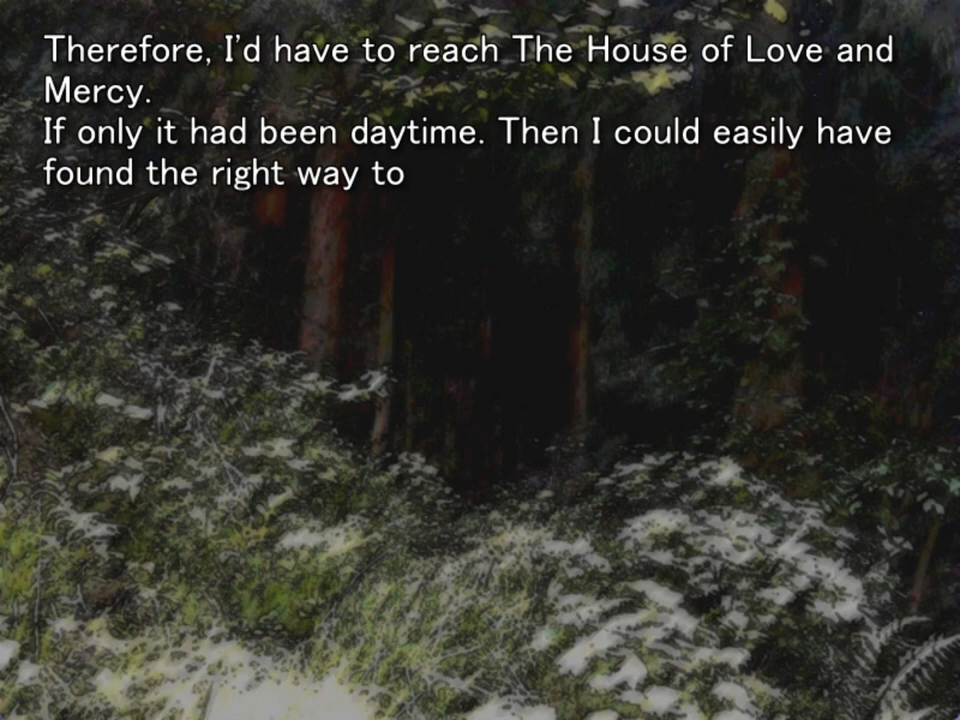 Therefore, I'd have to reach The House of Love and
Mercy.
If only it had been daytime. Then I could easily have
found the right way to